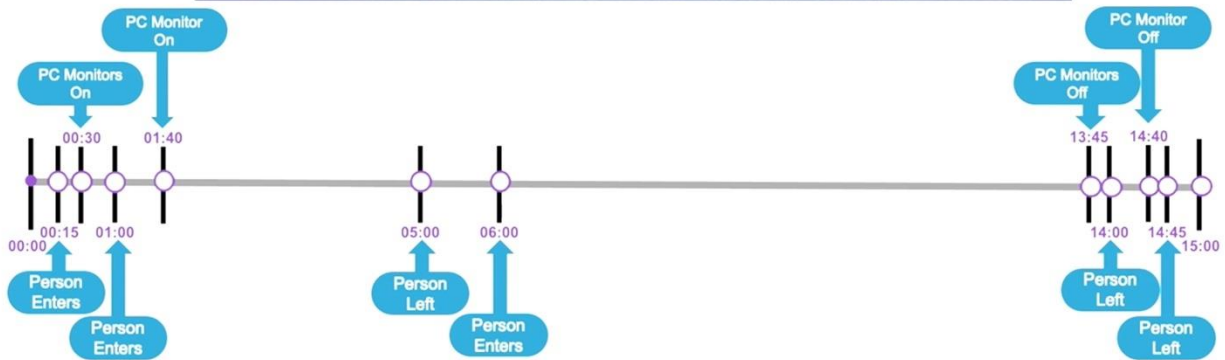 PC Monitor
On
PC Monitor
Off
PC Monitors
On
PC Monitors
Off
00:30
01:40
13:45
14:40
00:00
00:15
01:00
05:00
06:00
14:00
14:45
15:00
Person
Enters
Person
Enters
Person
Left
Person
Enters
Person
Left
Person
Left